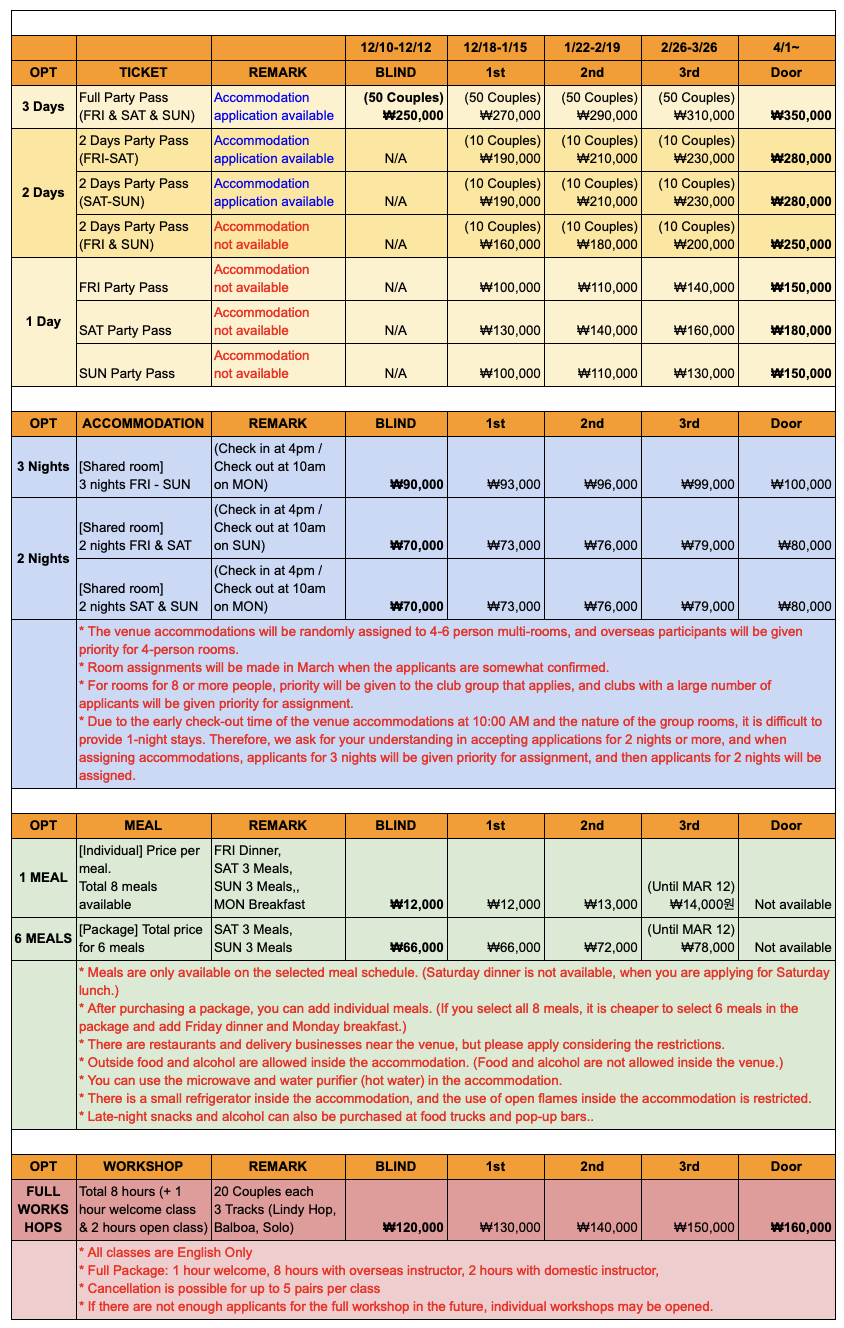 12/10-12/12 12/18-1/15 1/22-2/19 2/26-3/26 4/1~
OPT TICKET REMARK BLIND 1st 2nd 3rd Door
3 Days
Full Party Pass
(FRI & SAT & SUN)
Accommodation
application available
(50 Couples)
₩250,000
(50 Couples)
₩270,000
(50 Couples)
₩290,000
(50 Couples)
₩310,000
₩350,000
2 Days
2 Days Party Pass
(FRI-SAT)
Accommodation
application available
N/A
(10 Couples)
₩190,000
(10 Couples)
₩210,000
(10 Couples)
₩230,000
₩280,000
2 Days Party Pass
(SAT-SUN)
Accommodation
application available
N/A
(10 Couples)
₩190,000
(10 Couples)
₩210,000
(10 Couples)
₩230,000
₩280,000
2 Days Party Pass
(FRI & SUN)
Accommodation
not available
N/A
(10 Couples)
₩160,000
(10 Couples)
₩180,000
(10 Couples)
₩200,000
₩250,000
1 Day
FRI Party Pass
Accommodation
not available
N/A
₩100,000
₩110,000
₩140,000
₩150,000
SAT Party Pass
Accommodation
not available
N/A
₩130,000
₩140,000
₩160,000
₩180,000
SUN Party Pass
Accommodation
not available
N/A
₩100,000
₩110,000
₩130,000
₩150,000
OPT ACCOMMODATION REMARK BLIND 1st 2nd 3rd Door
3 Nights
[Shared room]
3 nights FRI - SUN
(Check in at 4pm /
Check out at 10am
on MON)
₩90,000
₩93,000
₩96,000
₩99,000
₩100,000
2 Nights
[Shared room]
2 nights FRI & SAT
(Check in at 4pm /
Check out at 10am
on SUN)
₩70,000
₩73,000
₩76,000
₩79,000
₩80,000
[Shared room]
2 nights SAT & SUN
(Check in at 4pm /
Check out at 10am
on MON)
₩70,000
₩73,000
₩76,000
₩79,000
₩80,000
* The venue accommodations will be randomly assigned to 4-6 person multi-rooms, and overseas participants will be given
priority for 4-person rooms.
* Room assignments will be made in March when the applicants are somewhat confirmed.
* For rooms for 8 or more people, priority will be given to the club group that applies, and clubs with a large number of
applicants will be given priority for assignment.
* Due to the early check-out time of the venue accommodations at 10:00 AM and the nature of the group rooms, it is difficult to
provide 1-night stays. Therefore, we ask for your understanding in accepting applications for 2 nights or more, and when
assigning accommodations, applicants for 3 nights will be given priority for assignment, and then applicants for 2 nights will be
assigned.
OPT MEAL REMARK BLIND 1st 2nd 3rd Door
1 MEAL
[Individual] Price per
meal.
Total 8 meals
available
FRI Dinner,
SAT 3 Meals,
SUN 3 Meals,,
MON Breakfast
₩12,000
₩12,000
₩13,000
(Until MAR 12)
₩14,000원
Not available
6 MEALS
[Package] Total price
for 6 meals
SAT 3 Meals,
SUN 3 Meals
₩66,000
₩66,000
₩72,000
(Until MAR 12)
₩78,000
Not available
* Meals are only available on the selected meal schedule. (Saturday dinner is not available, when you are applying for Saturday
lunch.)
* After purchasing a package, you can add individual meals. (If you select all 8 meals, it is cheaper to select 6 meals in the
package and add Friday dinner and Monday breakfast.)
* There are restaurants and delivery businesses near the venue, but please apply considering the restrictions.
* Outside food and alcohol are allowed inside the accommodation. (Food and alcohol are not allowed inside the venue.)
* You can use the microwave and water purifier (hot water) in the accommodation.
* There is a small refrigerator inside the accommodation, and the use of open flames inside the accommodation is restricted.
* Late-night snacks and alcohol can also be purchased at food trucks and pop-up bars..
OPT WORKSHOP REMARK BLIND 1st 2nd 3rd Door
FULL
WORKS
HOPS
Total 8 hours (+ 1
hour welcome class
& 2 hours open class)
20 Couples each
3 Tracks (Lindy Hop,
Balboa, Solo)
₩120,000
₩130,000
₩140,000
₩150,000
₩160,000
* All classes are English Only
* Full Package: 1 hour welcome, 8 hours with overseas instructor, 2 hours with domestic instructor,
* Cancellation is possible for up to 5 pairs per class
* If there are not enough applicants for the full workshop in the future, individual workshops may be opened.